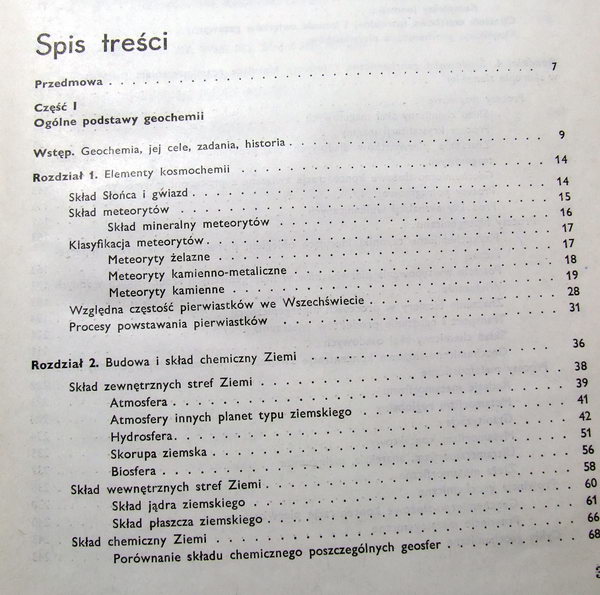 Spis treści
Przedmowa . . . . . . . . . . . . . . . . . . . . 7
Część I
Ogólne podstawy geochemii
Wstęp. Geochemia, jej cele, zadania, historia . . . . . . . . . . 9
Rozdział 1. Elementy kosmochemii . . . . . . . . . . . . 14
Skład Słońca i gwiazd . . . . . . . . . . . . . . . 14
Skład meteorytów . . . . . . . . . . . . . . . . 15
Skład mineralny meteorytów . . . . . . . . . . . . 16
Klasyfikacja meteorytów . . . . . . . . . . . . . . 17
Meteoryty żelazne . . . . . . . . . . . . . . . 17
Meteoryty kamienno-metaliczne . . . . . . . . . . . 18
Meteoryty kamienne . . . . . . . . . . . . . . 19
Względna częstość pierwiastków we Wszechświecie . . . . . . . . 28
Procesy powstawania pierwiastków . . . . . . . . . . . . 31
Rozdział 2. Budowa i skład chemiczny Ziemi . . . . . . . . . . 36
Skład zewnętrznych stref Ziemi . . . . . . . . . . . . 38
Atmosfera . . . . . . . . . . . . . . . . . 39
Atmosfery innych planet typu ziemskiego . . . . . . . . . 41
Hydrosfera . . . . . . . . . . . . . . . . . 42
Skorupa ziemska . . . . . . . . . . . . . . . 51
Biosfera . . . . . . . . . . . . . . . . . . 56
Skład wewnętrznych stref Ziemi . . . . . . . . . . . . 58
Skład jądra ziemskiego . . . . . . . . . . . . . 60
Skład płaszcza ziemskiego . . . . . . . . . . . . 61
Skład chemiczny Ziemi . . . . . . . . . . . . . . 66
Porównanie składu chemicznego poszczególnych geosfer . . . . . . 68
3